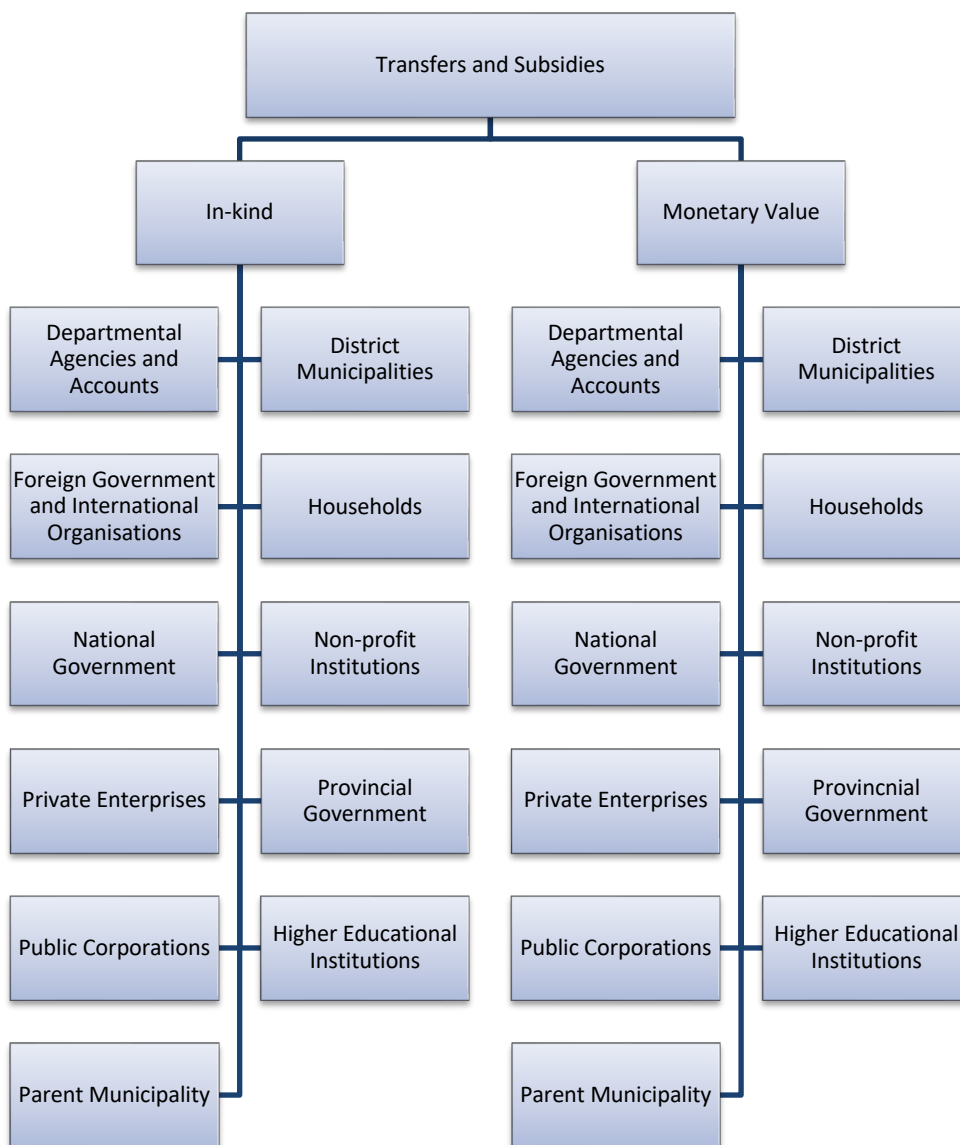 Transfers and Subsidies
In-kind
Monetary Value
Departmental
Agencies and
Accounts
District
Municipalities
Departmental
Agencies and
Accounts
District
Municipalities
Foreign Government
and International
Organisations
Households
Foreign Government
and International
Organisations
Households
National
Government
Non-profit
Institutions
National
Government
Non-profit
Institutions
Private Enterprises
Provincial
Government
Private Enterprises
Provincnial
Government
Public Corporations
Higher Educational
Institutions
Public Corporations
Higher Educational
Institutions
Parent Municipality
Parent Municipality